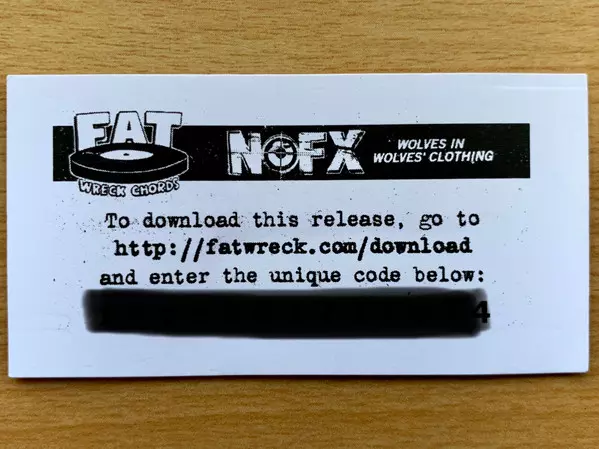 FAT
WRECK CHORDS
NOFX
WOLVES IN
WOLVES' CLOTHING
To download this release, go to
http://fatwreck.com/download
and enter the unique code below:
4